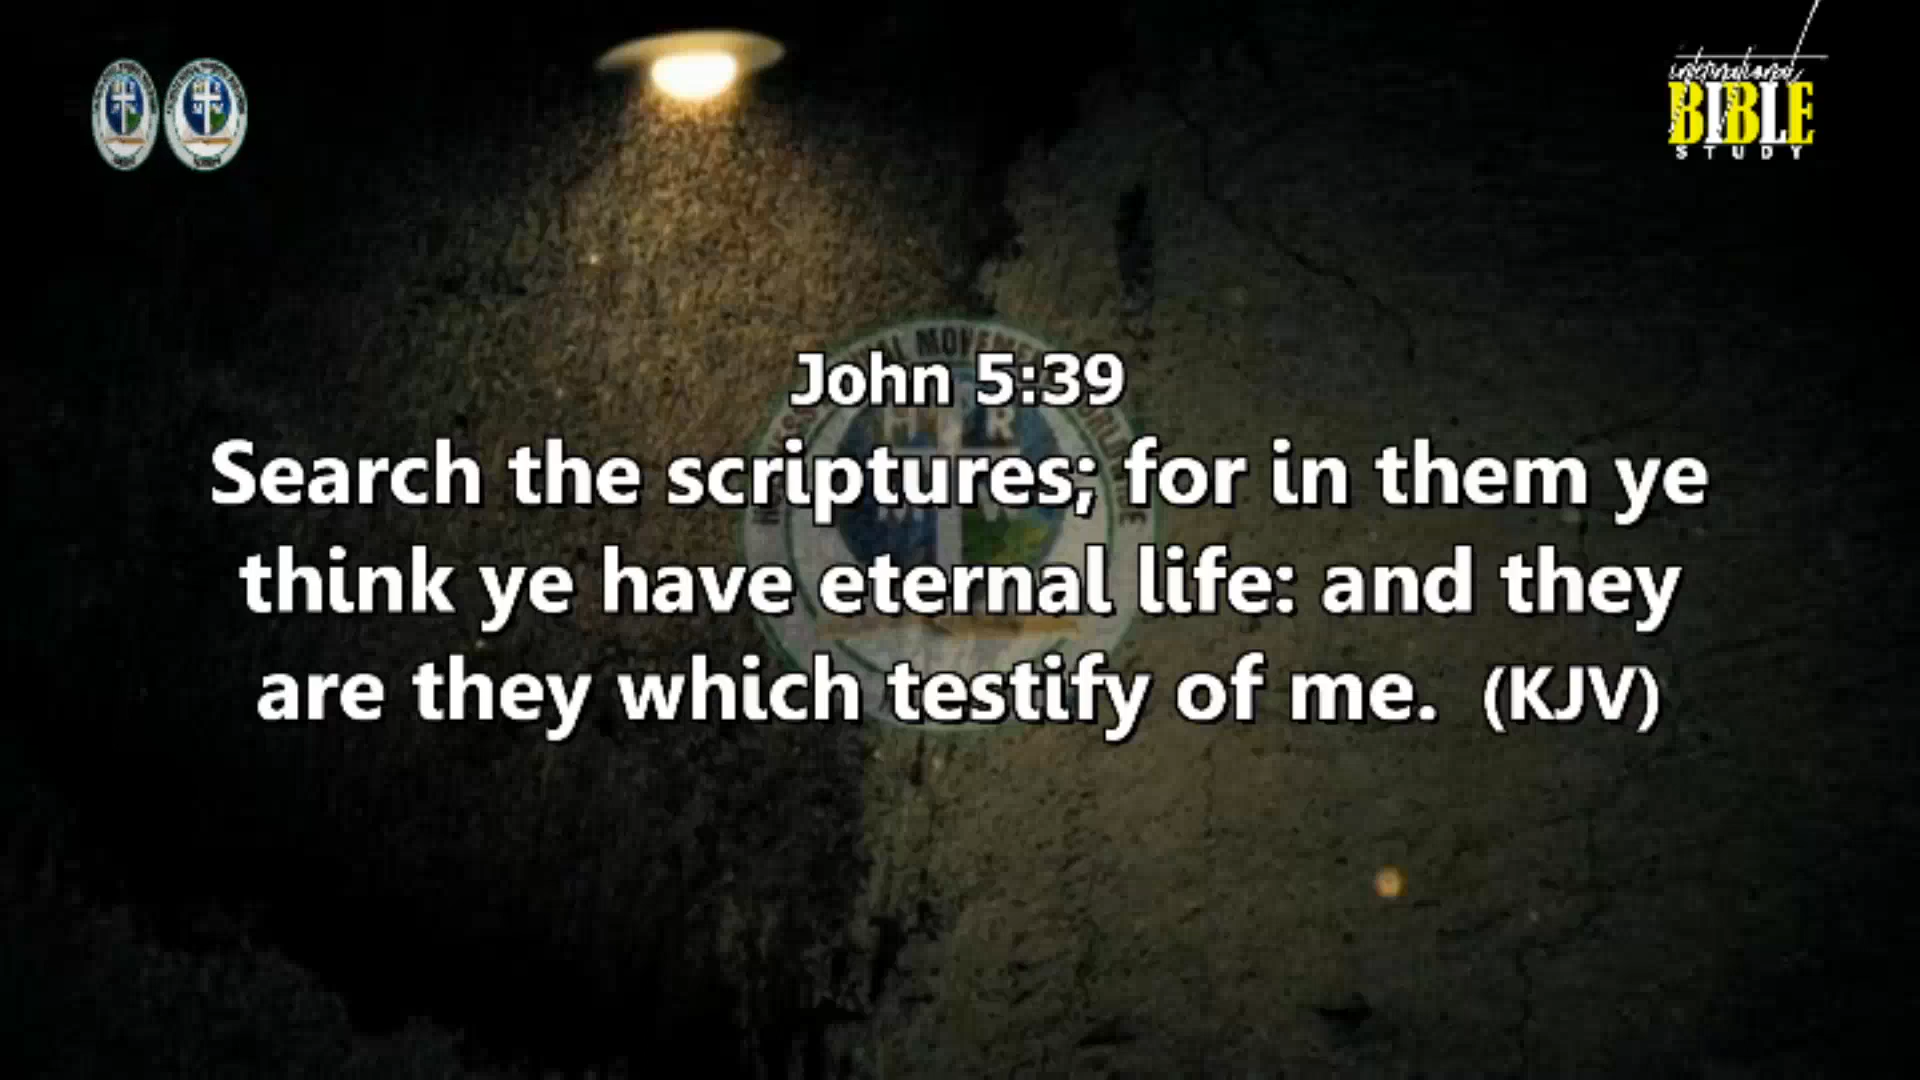 international
BIBLE
STUDY
John 5:39
Search the scriptures; for in them ye
think ye have eternal life: and they
are they which testify of me. (KJV)